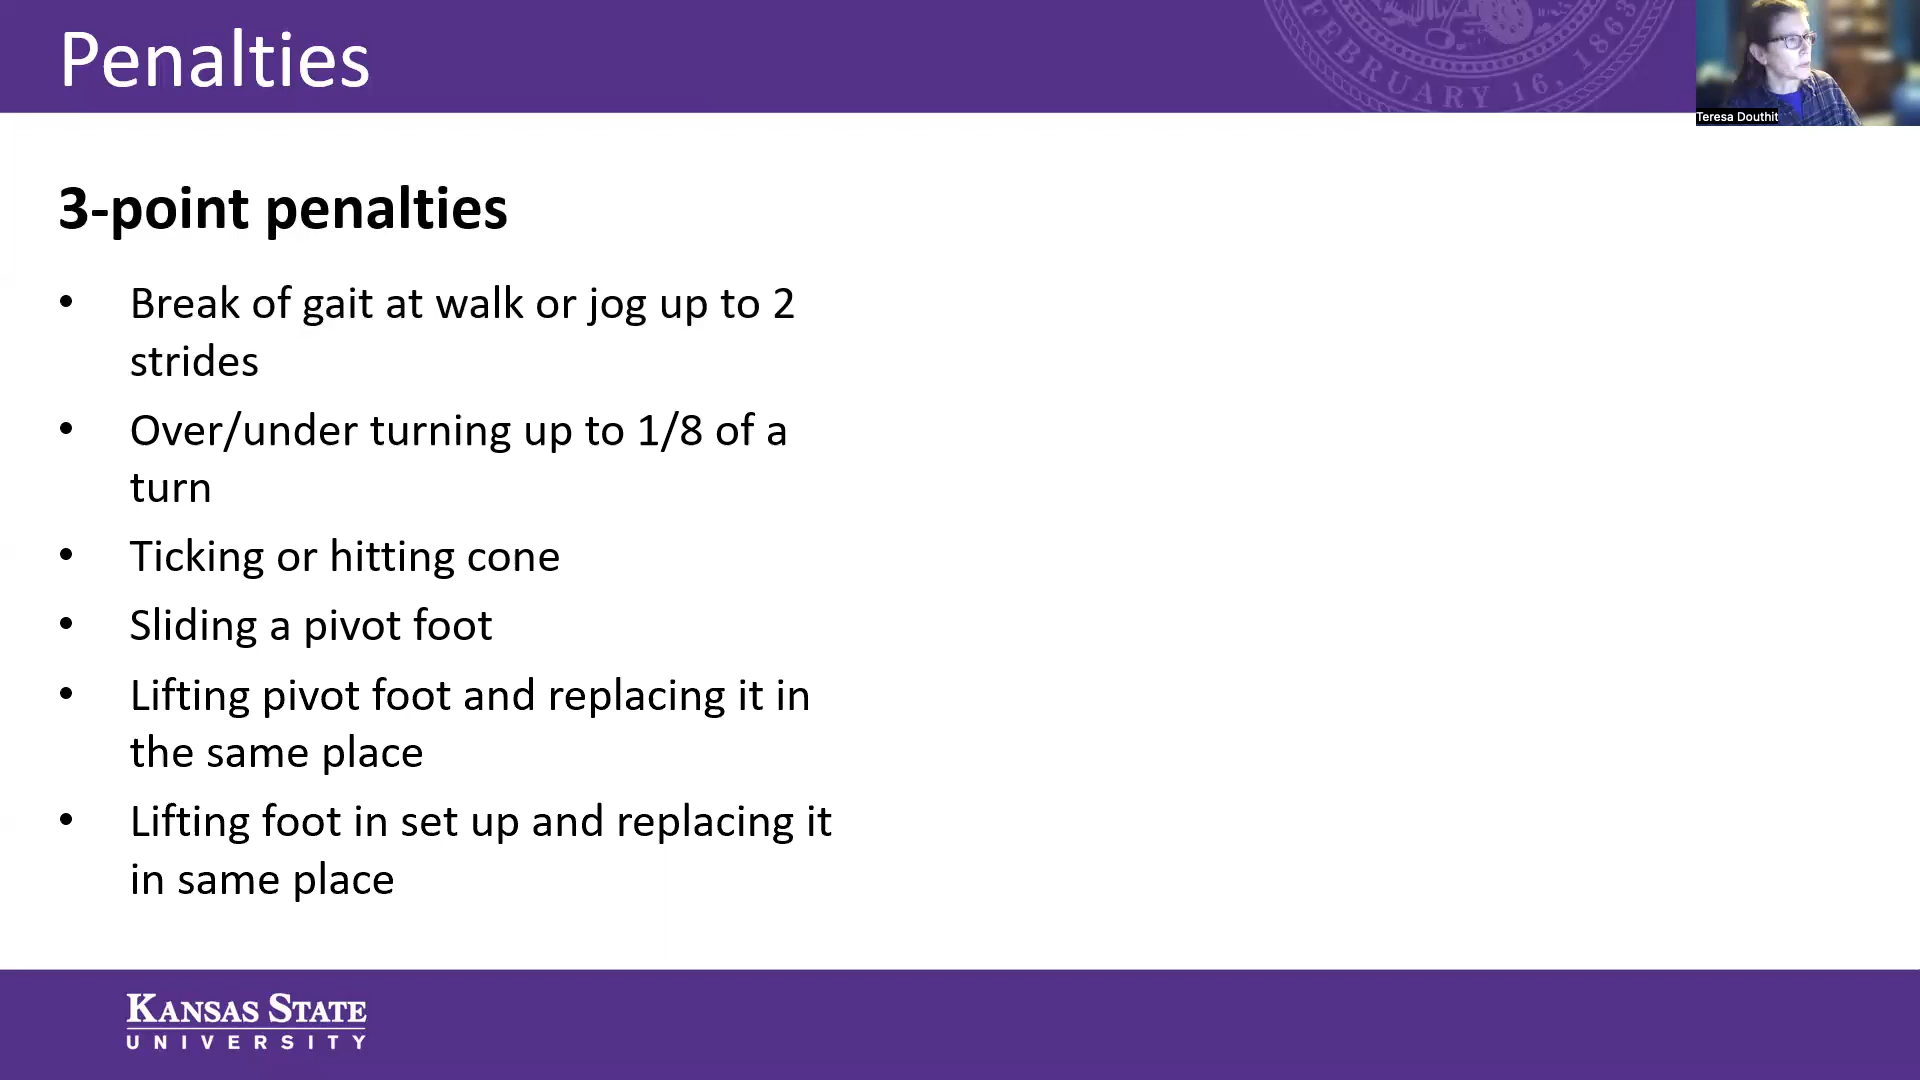 Penalties
FEBRUARY 16, 1863
Teresa Douthit
3-point penalties
• Break of gait at walk or jog up to 2
strides
• Over/under turning up to 1/8 of a
turn
• Ticking or hitting cone
• Sliding a pivot foot
• Lifting pivot foot and replacing it in
the same place
• Lifting foot in set up and replacing it
in same place
KANSAS STATE
UNIVERSITY